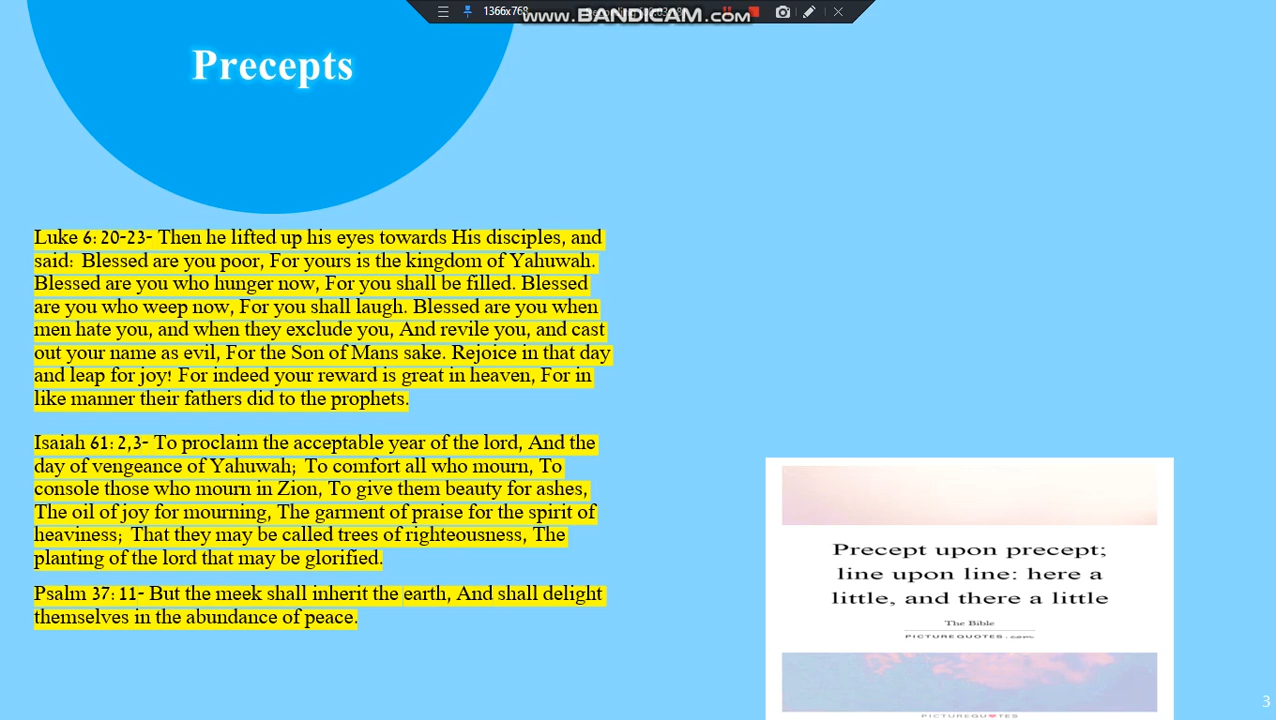 1366x768
www.BANDICAM.com
Precepts
Luke 6:20-23- Then he lifted up his eyes towards His disciples, and
said: Blessed are you poor, For yours is the kingdom of Yahuwah.
Blessed are you who hunger now, For you shall be filled. Blessed
are you who weep now, For you shall laugh. Blessed are you when
men hate you, and when they exclude you, And revile you, and cast
out your name as evil, For the Son of Mans sake. Rejoice in that day
and leap for joy! For indeed your reward is great in heaven, For in
like manner their fathers did to the prophets.
Isaiah 61:2,3- To proclaim the acceptable year of the lord, And the
day of vengeance of Yahuwah; To comfort all who mourn, To
console those who mourn in Zion, To give them beauty for ashes,
The oil of joy for mourning, The garment of praise for the spirit of
heaviness; That they may be called trees of righteousness, The
planting of the lord that may be glorified.
Psalm 37:11- But the meek shall inherit the earth, And shall delight
themselves in the abundance of peace.
Precept upon precept;
line upon line: here a
little, and there a little
The Bible
PICTUREQUOTES.com
PICTUREQU♥TES
3